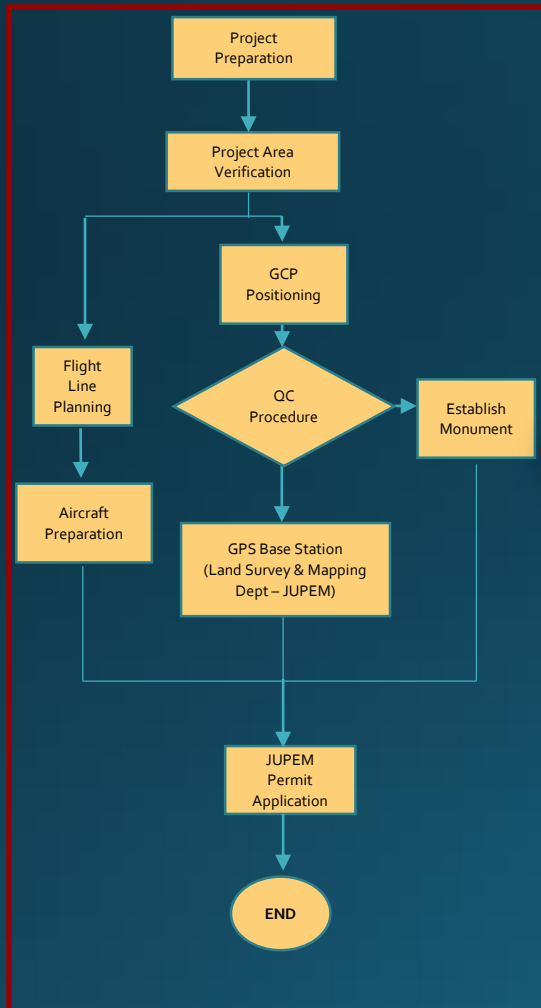 Project
Preparation
Project Area
Verification
GCP
Positioning
Flight
Line
Planning
QC
Procedure
Establish
Monument
Aircraft
Preparation
GPS Base Station
(Land Survey & Mapping
Dept – JUPEM)
JUPEM
Permit
Application
END